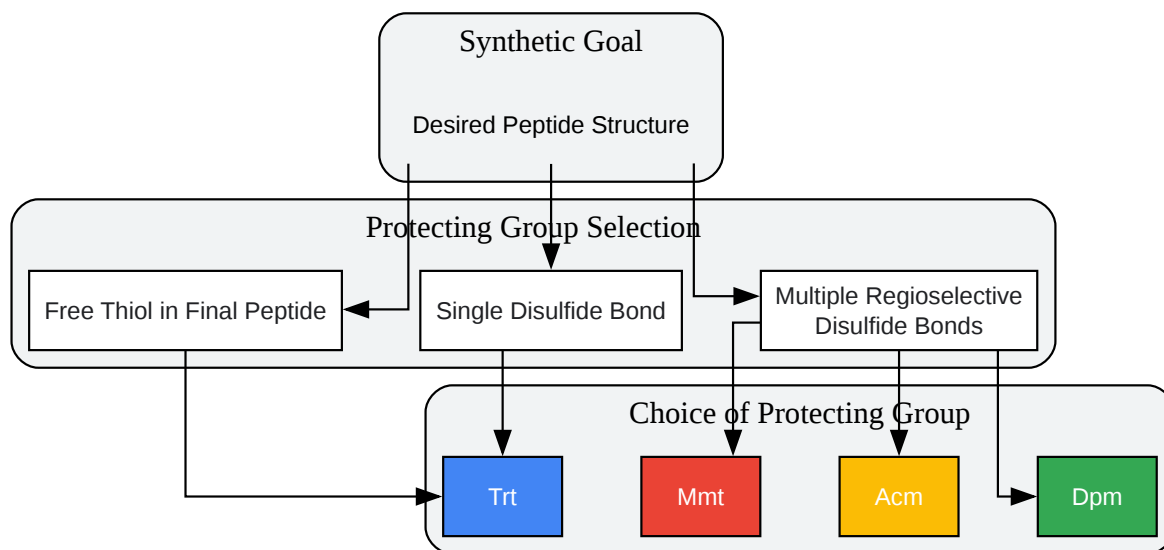 Synthetic Goal
Desired Peptide Structure
Protecting Group Selection
Free Thiol in Final Peptide
Single Disulfide Bond
Multiple Regioselective
Disulfide Bonds
Choice of Protecting Group
Trt
Mmt
Acm
Dpm